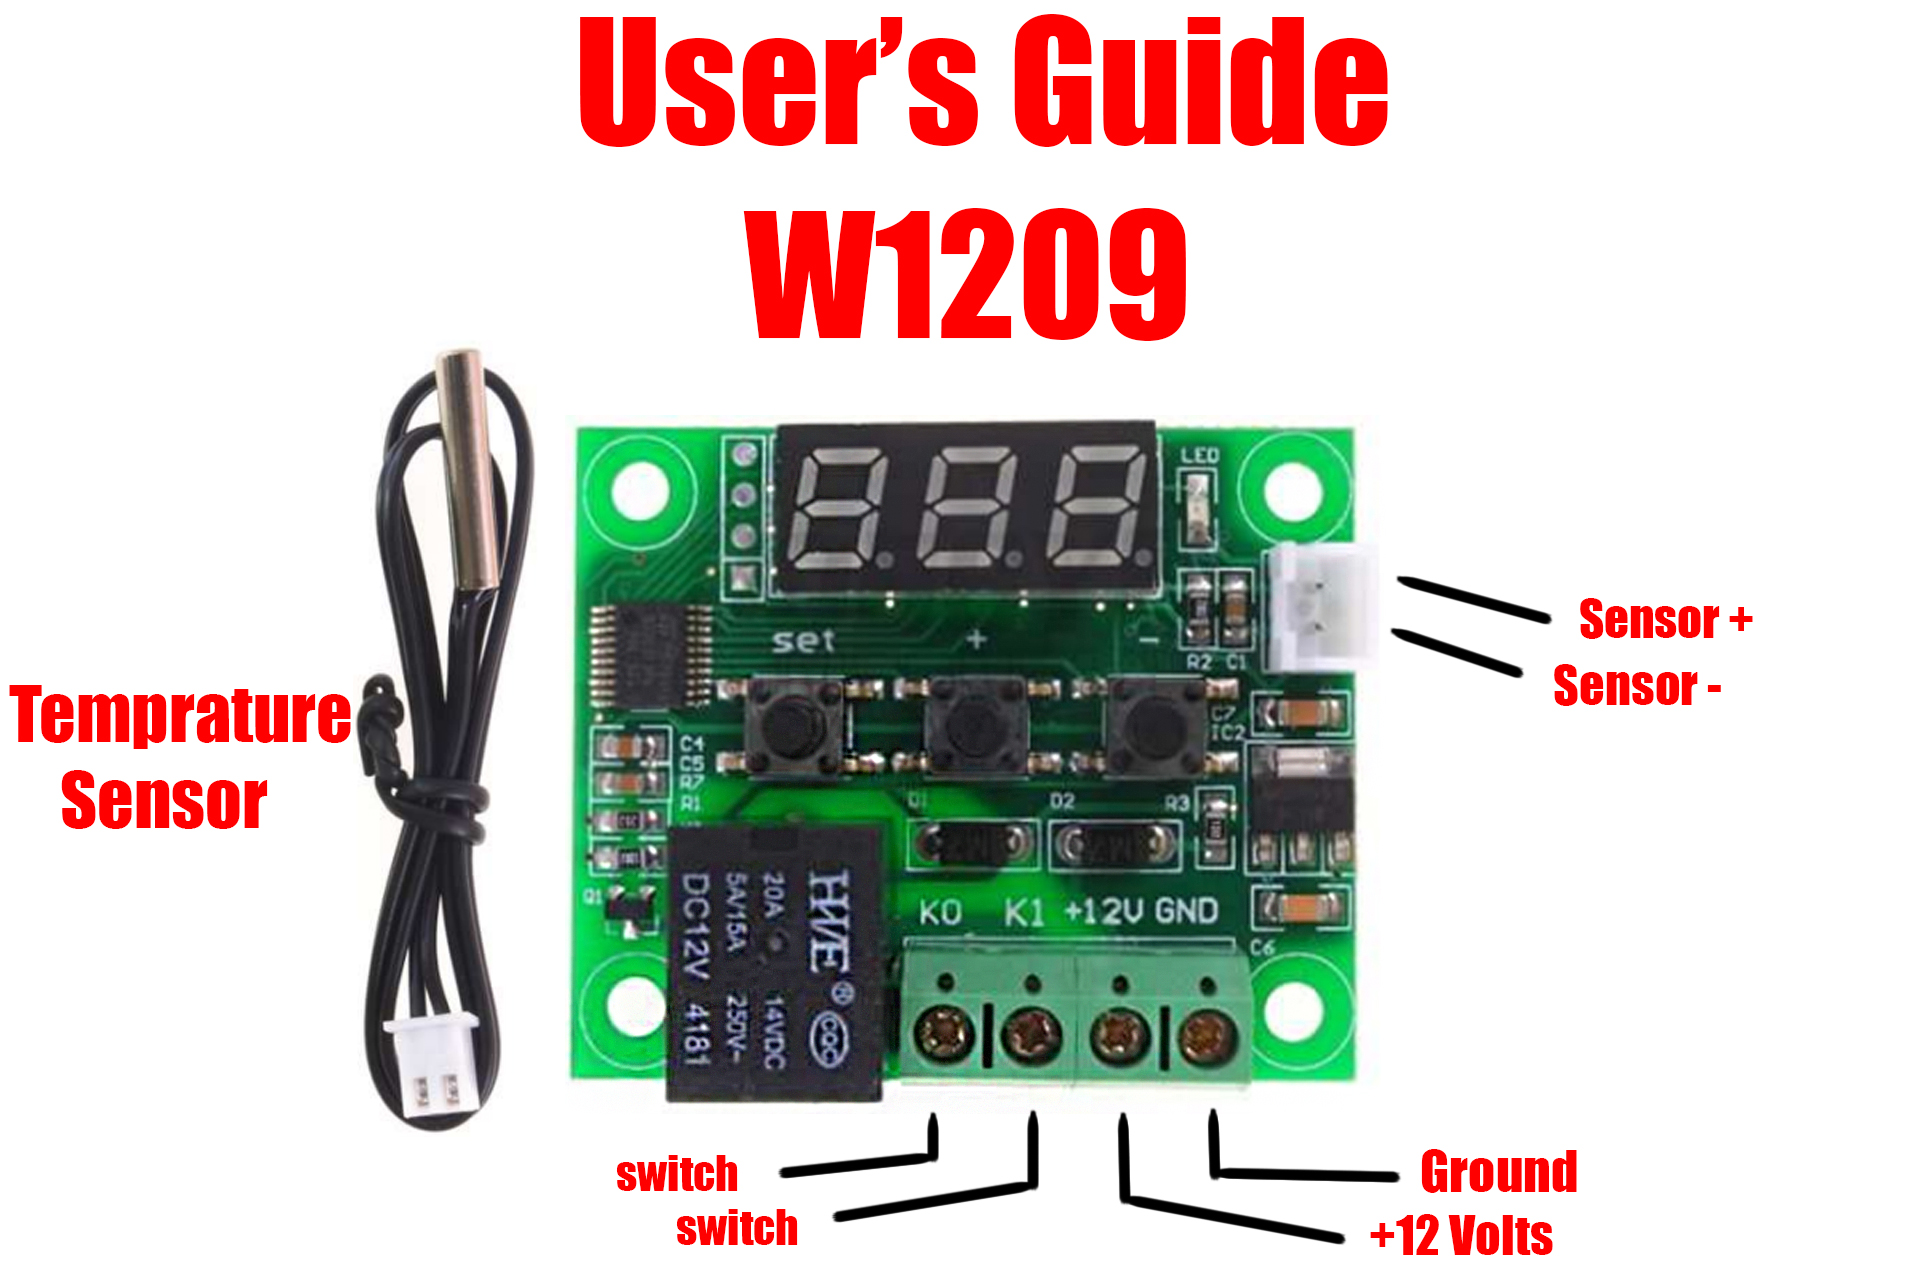 User's Guide
W1209
LED
set + -
R2 C1
Sensor +
Sensor -
Temprature
Sensor
C7
IC2
C4
C5
R7
R1
D1 D2 R3
Q1
HWE®
CQC
20A 14VDC
5A/15A 250V~
DC12V 4181
K0 K1 +12V GND
C6
switch
switch
Ground
+12 Volts